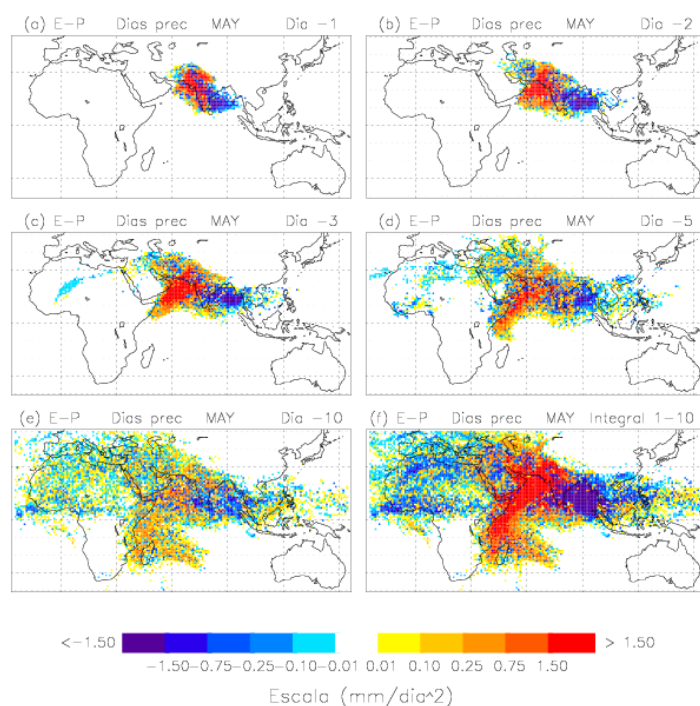 (a) E-P Dias prec MAY Dia -1
(b) E-P Dias prec MAY Dia -2
(c) E-P Dias prec MAY Dia -3
(d) E-P Dias prec MAY Dia -5
(e) E-P Dias prec MAY Dia -10
(f) E-P Dias prec MAY Integral 1-10
<-1.50 > 1.50
-1.50-0.75-0.25-0.10-0.01 0.01 0.10 0.25 0.75 1.50
Escala (mm/dia^2)